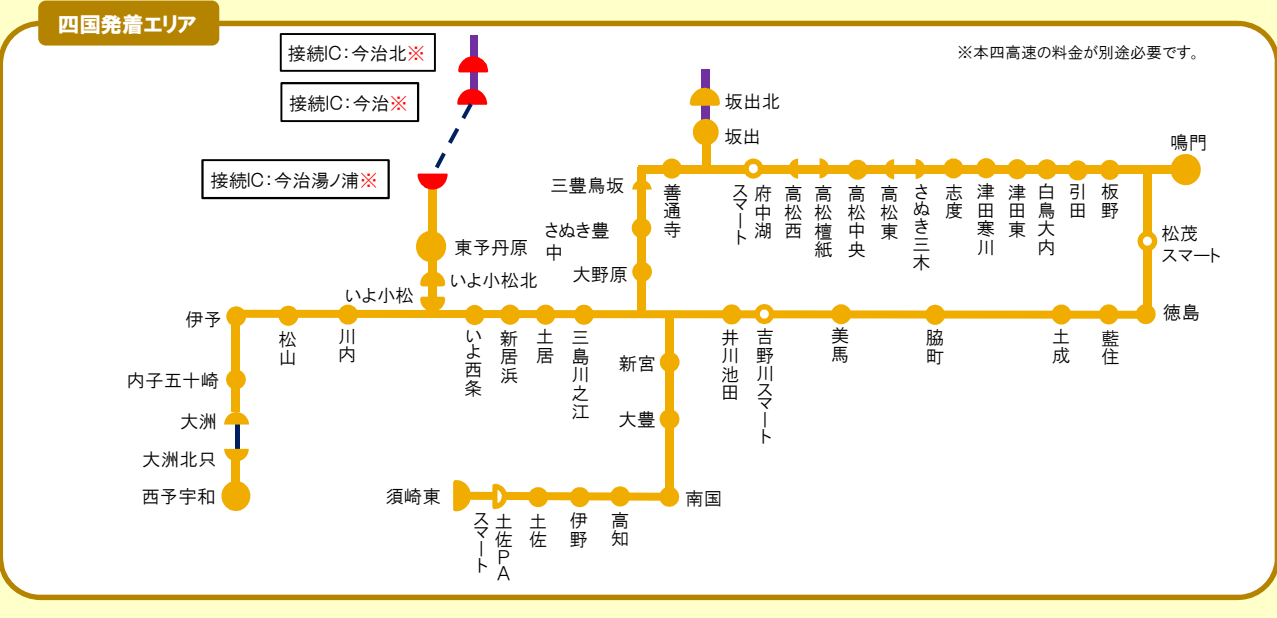 四国発着エリア
接続IC：今治北※
※本四高速の料金が別途必要です。
接続IC：今治※
坂出北
坂出
鳴門
接続IC：今治湯ノ浦※
三豊鳥坂
善通寺
府中湖
スマート
高松西
高松檀紙
高松中央
高松東
さぬき三木
志度
津田寒川
津田東
白鳥大内
引田
板野
さぬき豊
中
東予丹原
松茂
スマート
大野原
いよ小松北
いよ小松
伊予
松山
川内
いよ西条
新居浜
土居
三島川之江
井川池田
吉野川スマート
美馬
脇町
土成
藍住
徳島
新宮
内子五十崎
大豊
大洲
大洲北只
西予宇和
須崎東
土佐PA
スマート
土佐
伊野
高知
南国